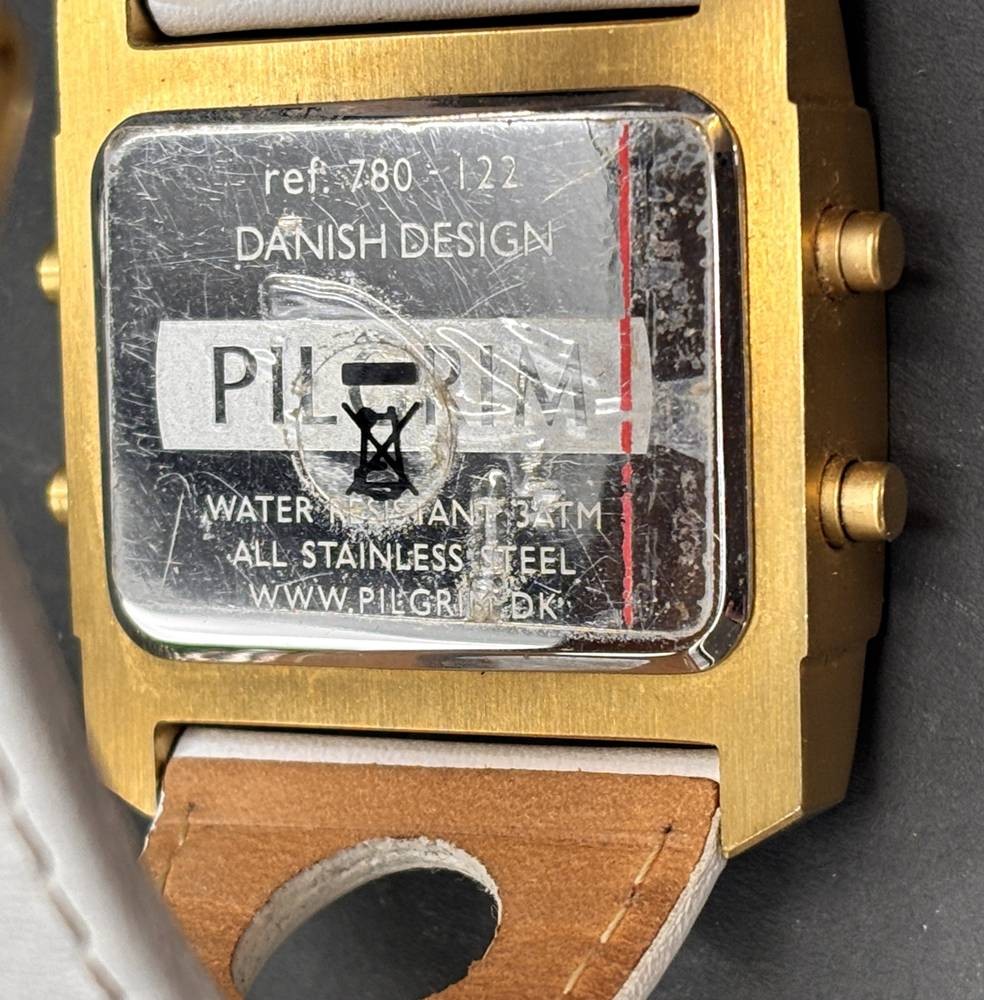 ref. 780 - 122
DANISH DESIGN
PILGRIM
WATER RESISTANT 3ATM
ALL STAINLESS STEEL
WWW.PILGRIM.DK